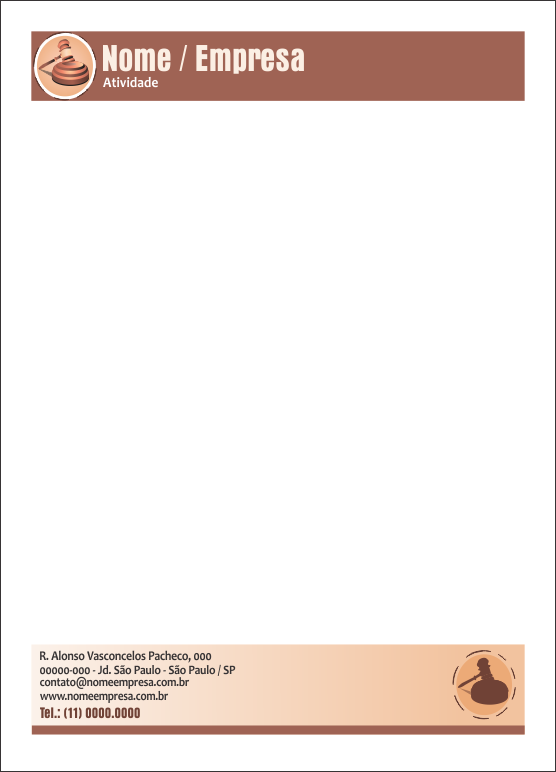 Nome / Empresa
Atividade
R. Alonso Vasconcelos Pacheco, 000
00000-000 - Jd. São Paulo - São Paulo / SP
contato@nomeempresa.com.br
www.nomeempresa.com.br
Tel.: (11) 0000.0000